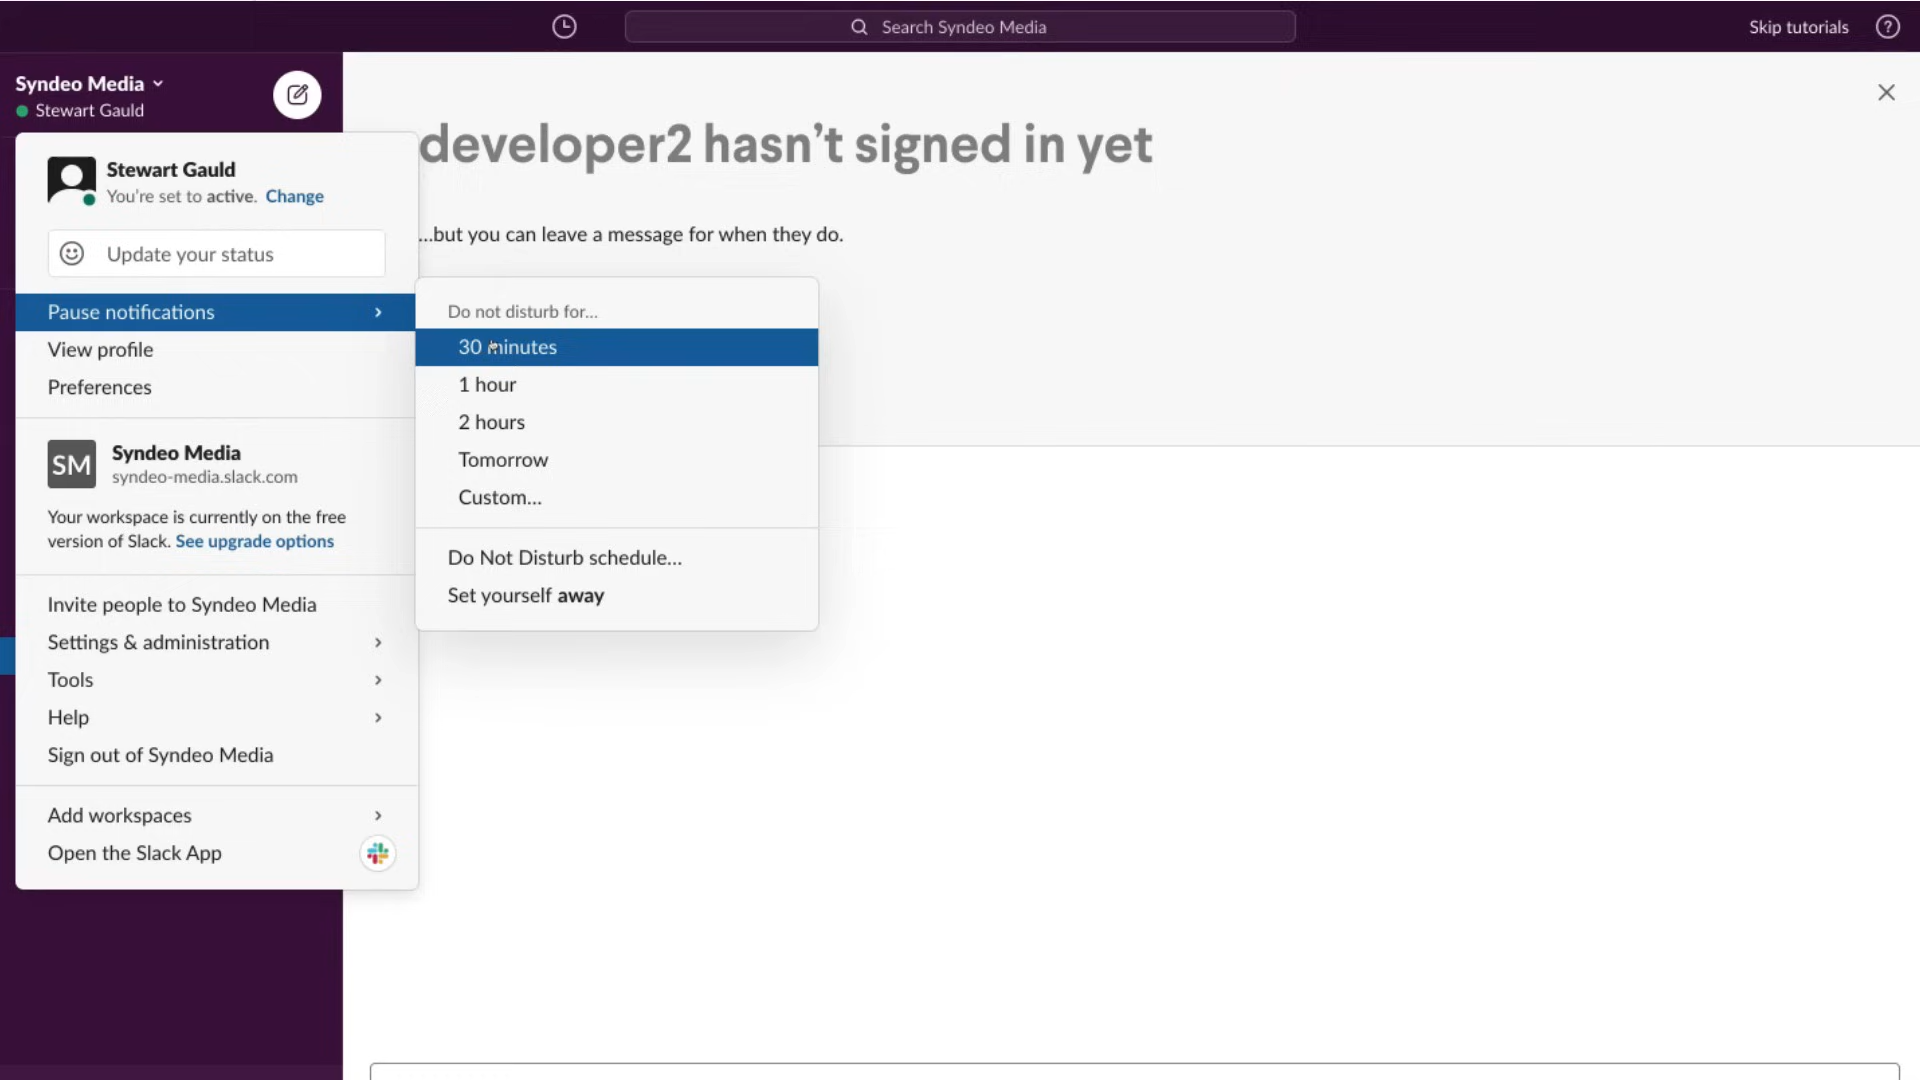 Search Syndeo Media
Skip tutorials
?
Syndeo Media
Stewart Gauld
Stewart Gauld
You're set to active. Change
Update your status
Pause notifications
View profile
Preferences
SM
Syndeo Media
syndeo-media.slack.com
Your workspace is currently on the free
version of Slack. See upgrade options
Invite people to Syndeo Media
Settings & administration
Tools
Help
Sign out of Syndeo Media
Add workspaces
Open the Slack App
Do not disturb for...
30 minutes
1 hour
2 hours
Tomorrow
Custom...
Do Not Disturb schedule...
Set yourself away
developer2 hasn't signed in yet
...but you can leave a message for when they do.